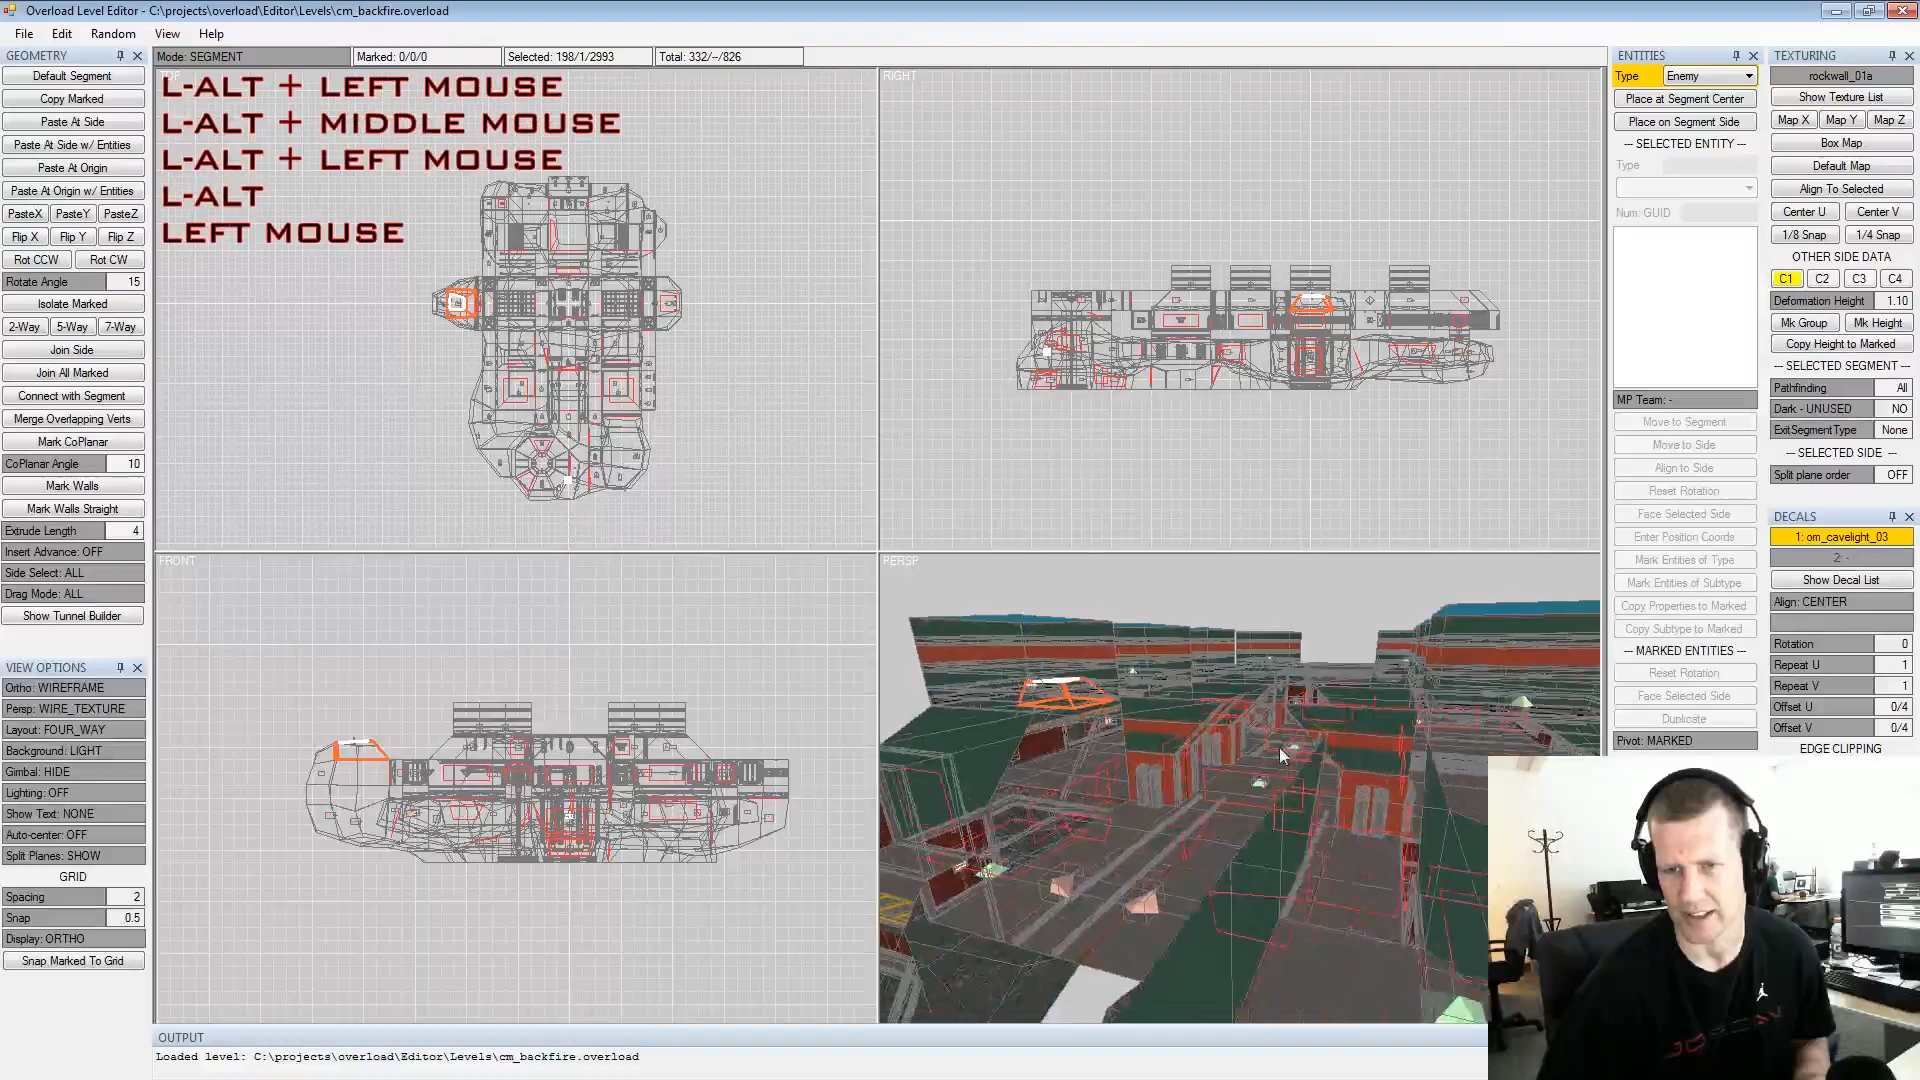 Overload Level Editor - C:\projects\overload\Editor\Levels\cm_backfire.overload
File Edit Random View Help
GEOMETRY
Default Segment
Copy Marked
Paste At Side
Paste At Side w/ Entities
Paste At Origin
Paste At Origin w/ Entities
PasteX PasteY PasteZ
Flip X Flip Y Flip Z
Rot CCW Rot CW
Rotate Angle 15
Isolate Marked
2-Way 5-Way 7-Way
Join Side
Join All Marked
Connect with Segment
Merge Overlapping Verts
Mark CoPlanar
CoPlanar Angle 10
Mark Walls
Mark Walls Straight
Extrude Length 4
Insert Advance: OFF
Side Select: ALL
Drag Mode: ALL
Show Tunnel Builder
VIEW OPTIONS
Ortho: WIREFRAME
Persp: WIRE_TEXTURE
Layout: FOUR_WAY
Background: LIGHT
Gimbal: HIDE
Lighting: OFF
Show Text: NONE
Auto-center: OFF
Split Planes: SHOW
GRID
Spacing 2
Snap 0.5
Display: ORTHO
Snap Marked To Grid
Mode: SEGMENT Marked: 0/0/0 Selected: 198/1/2993 Total: 332/--/826
TOP
L-ALT + LEFT MOUSE
L-ALT + MIDDLE MOUSE
L-ALT + LEFT MOUSE
L-ALT
LEFT MOUSE
RIGHT
FRONT
PERSP
OUTPUT
Loaded level: C:\projects\overload\Editor\Levels\cm_backfire.overload
ENTITIES
Type Enemy
Place at Segment Center
Place on Segment Side
--- SELECTED ENTITY ---
Type
Num: GUID
MP Team: -
Move to Segment
Move to Side
Align to Side
Reset Rotation
Face Selected Side
Enter Position Coords
Mark Entities of Type
Mark Entities of Subtype
Copy Properties to Marked
Copy Subtype to Marked
--- MARKED ENTITIES ---
Reset Rotation
Face Selected Side
Duplicate
Pivot: MARKED
TEXTURING
rockwall_01a
Show Texture List
Map X Map Y Map Z
Box Map
Default Map
Align To Selected
Center U Center V
1/8 Snap 1/4 Snap
OTHER SIDE DATA
C1 C2 C3 C4
Deformation Height 1.10
Mk Group Mk Height
Copy Height to Marked
--- SELECTED SEGMENT ---
Pathfinding All
Dark - UNUSED NO
ExitSegmentType None
--- SELECTED SIDE ---
Split plane order OFF
DECALS
1: om_cavelight_03
2: -
Show Decal List
Align: CENTER
Rotation 0
Repeat U 1
Repeat V 1
Offset U 0/4
Offset V 0/4
EDGE CLIPPING